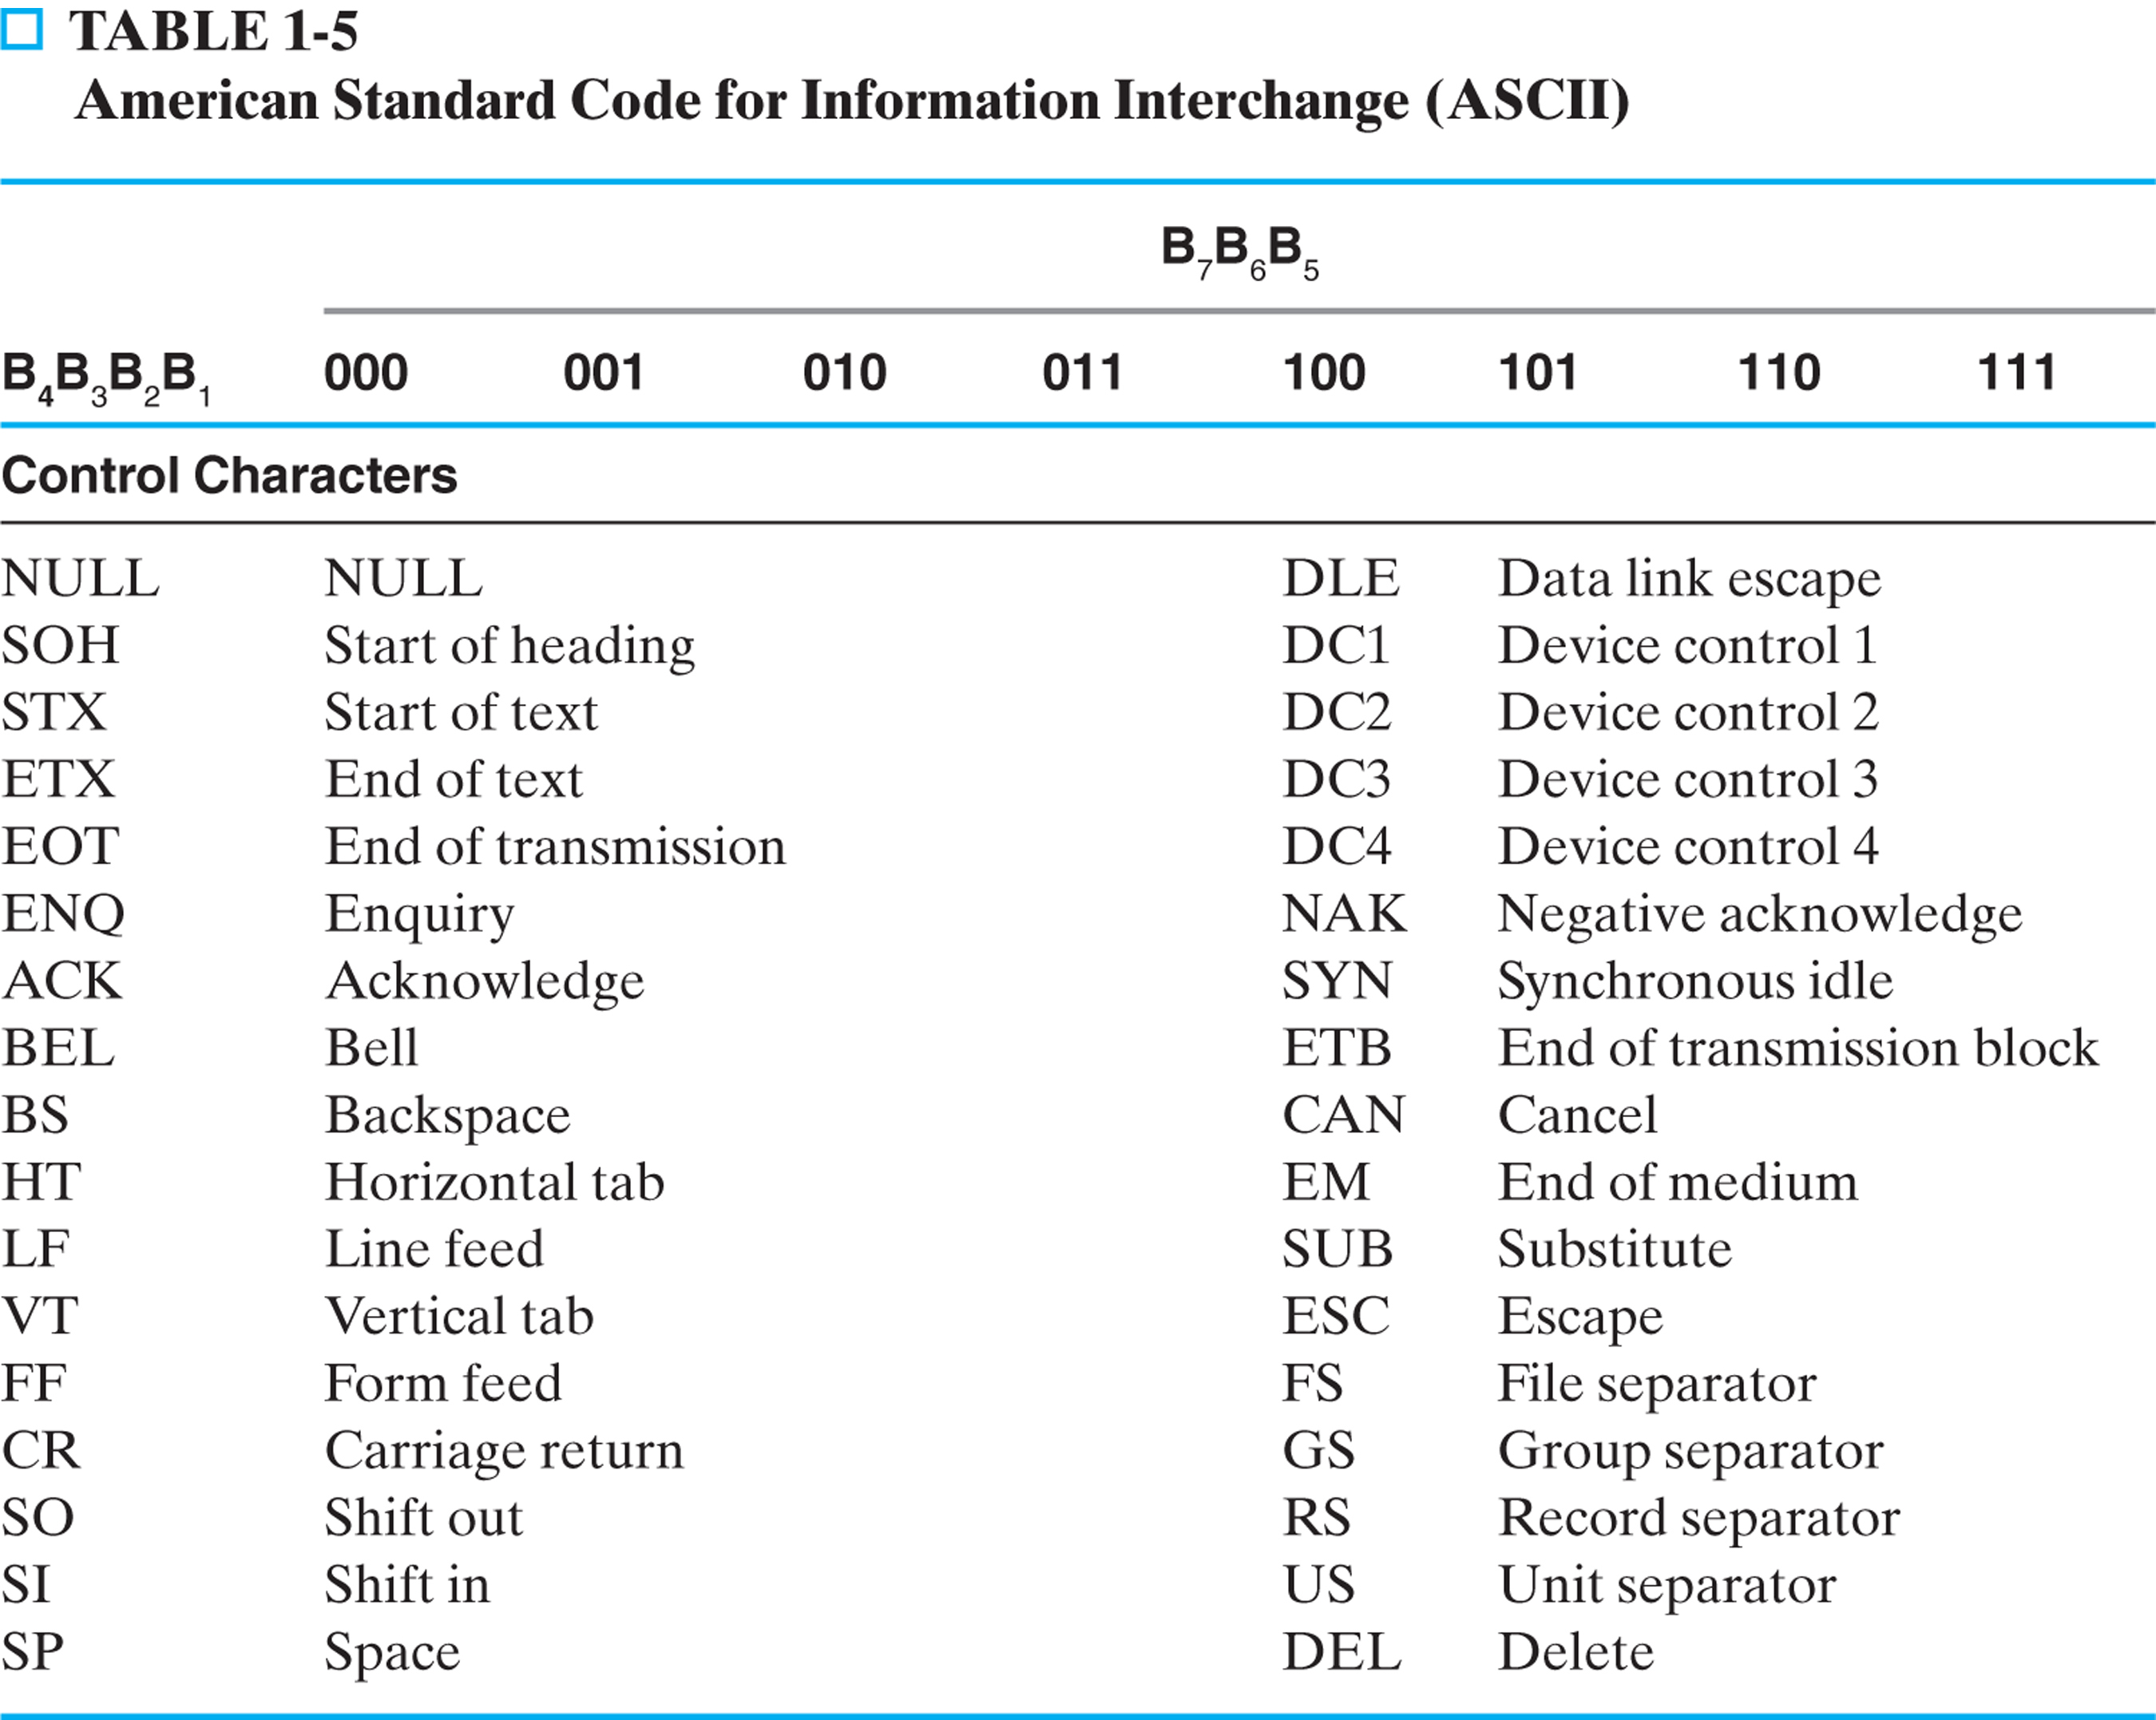 TABLE 1-5
American Standard Code for Information Interchange (ASCII)
B7B6B5
B4B3B2B1 000 001 010 011 100 101 110 111
Control Characters
NULL NULL DLE Data link escape
SOH Start of heading DC1 Device control 1
STX Start of text DC2 Device control 2
ETX End of text DC3 Device control 3
EOT End of transmission DC4 Device control 4
ENQ Enquiry NAK Negative acknowledge
ACK Acknowledge SYN Synchronous idle
BEL Bell ETB End of transmission block
BS Backspace CAN Cancel
HT Horizontal tab EM End of medium
LF Line feed SUB Substitute
VT Vertical tab ESC Escape
FF Form feed FS File separator
CR Carriage return GS Group separator
SO Shift out RS Record separator
SI Shift in US Unit separator
SP Space DEL Delete